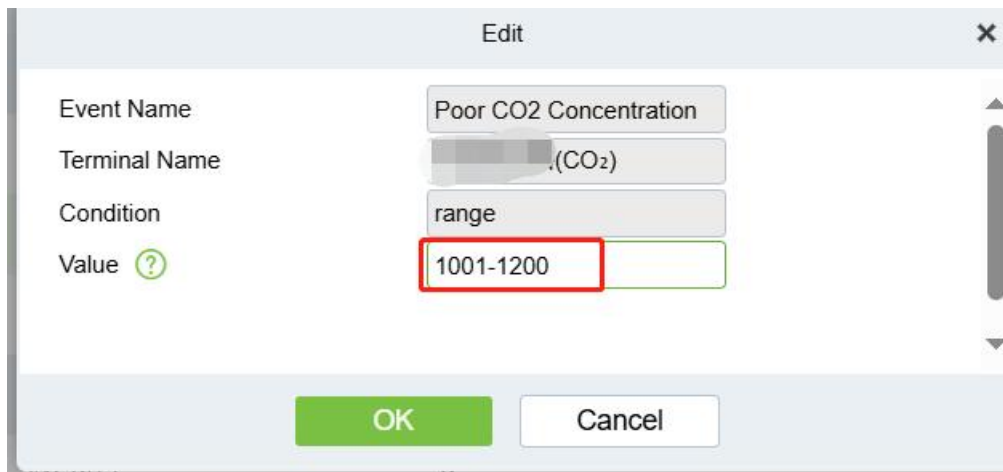 Edit
Event Name
Poor CO2 Concentration
Terminal Name
(CO₂)
Condition
range
Value ?
1001-1200
OK
Cancel